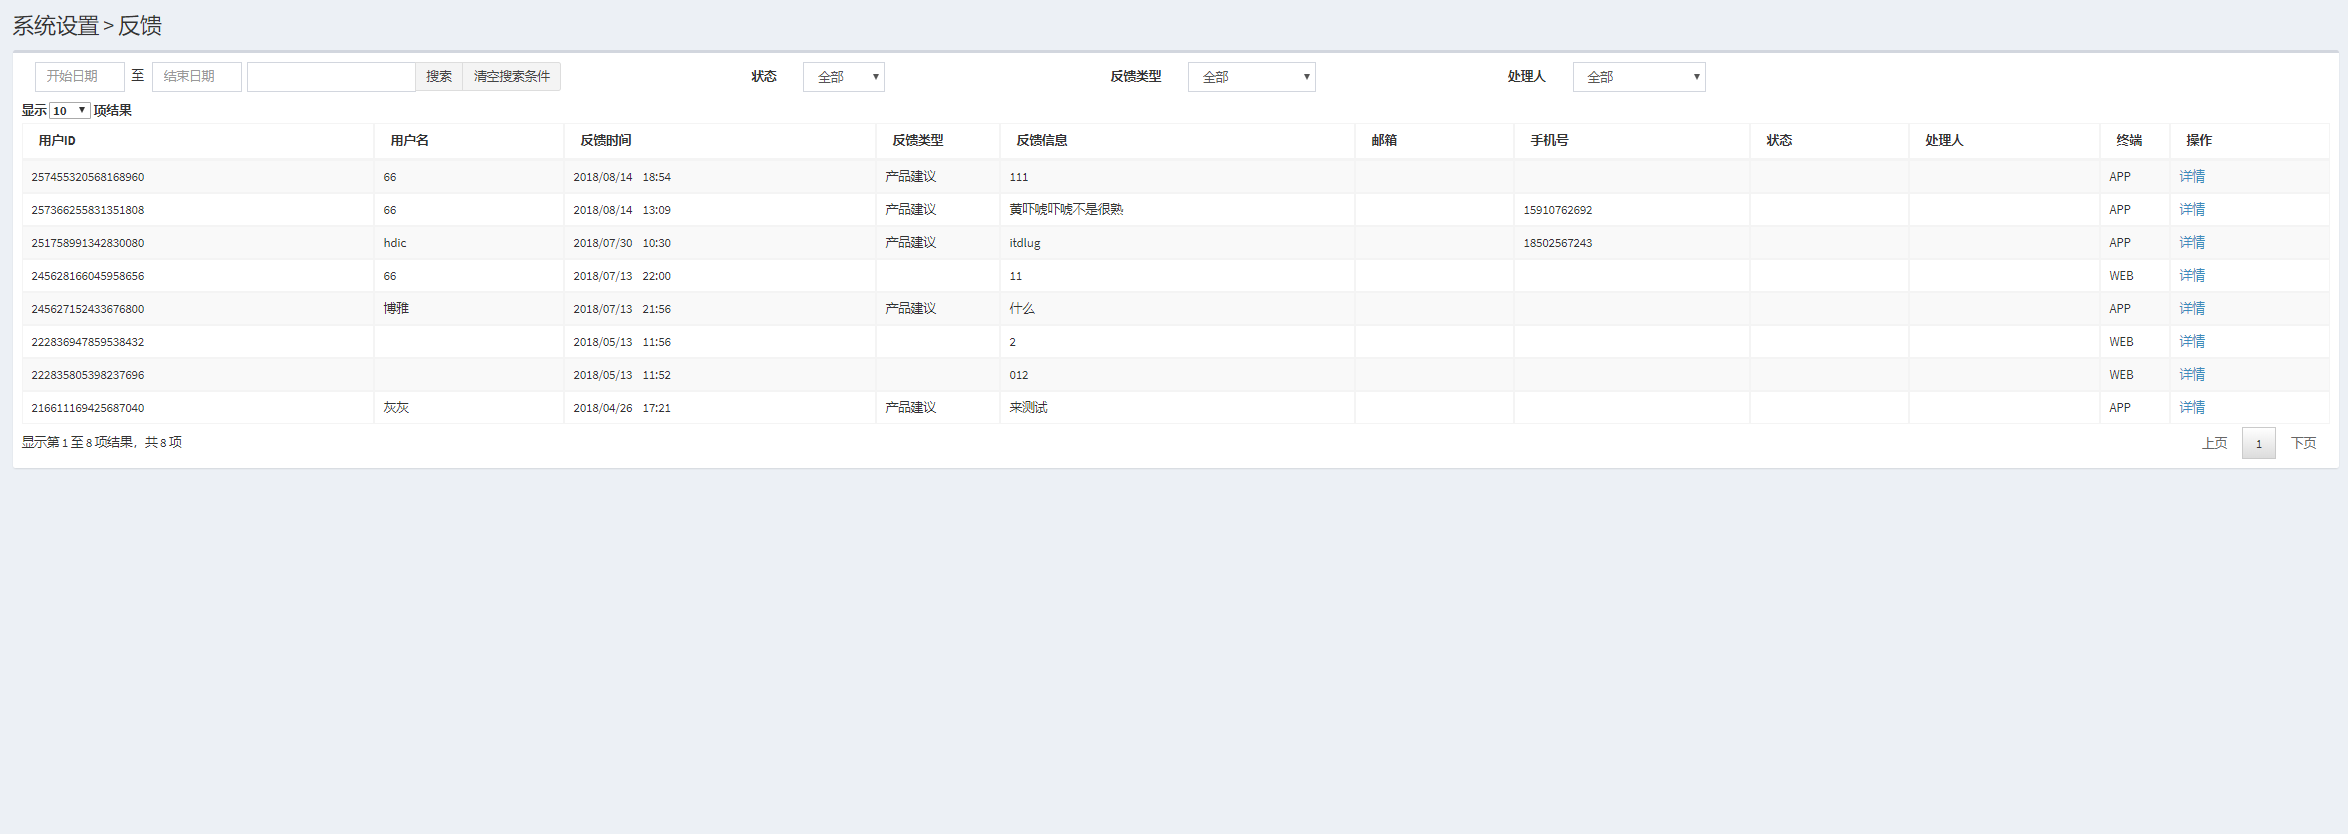 系统设置 > 反馈
开始日期 至 结束日期 搜索 清空搜索条件 状态 全部 反馈类型 全部 处理人 全部
显示 10 项结果
用户ID 用户名 反馈时间 反馈类型 反馈信息 邮箱 手机号 状态 处理人 终端 操作
257455320568168960 66 2018/08/14 18:54 产品建议 111 APP 详情
257366255831351808 66 2018/08/14 13:09 产品建议 黄吓唬吓唬不是很熟 15910762692 APP 详情
251758991342830080 hdic 2018/07/30 10:30 产品建议 itdlug 18502567243 APP 详情
245628166045958656 66 2018/07/13 22:00 11 WEB 详情
245627152433676800 博雅 2018/07/13 21:56 产品建议 什么 APP 详情
222836947859538432 2018/05/13 11:56 2 WEB 详情
222835805398237696 2018/05/13 11:52 012 WEB 详情
216611169425687040 灰灰 2018/04/26 17:21 产品建议 来测试 APP 详情
显示第 1 至 8 项结果，共 8 项 上页 1 下页